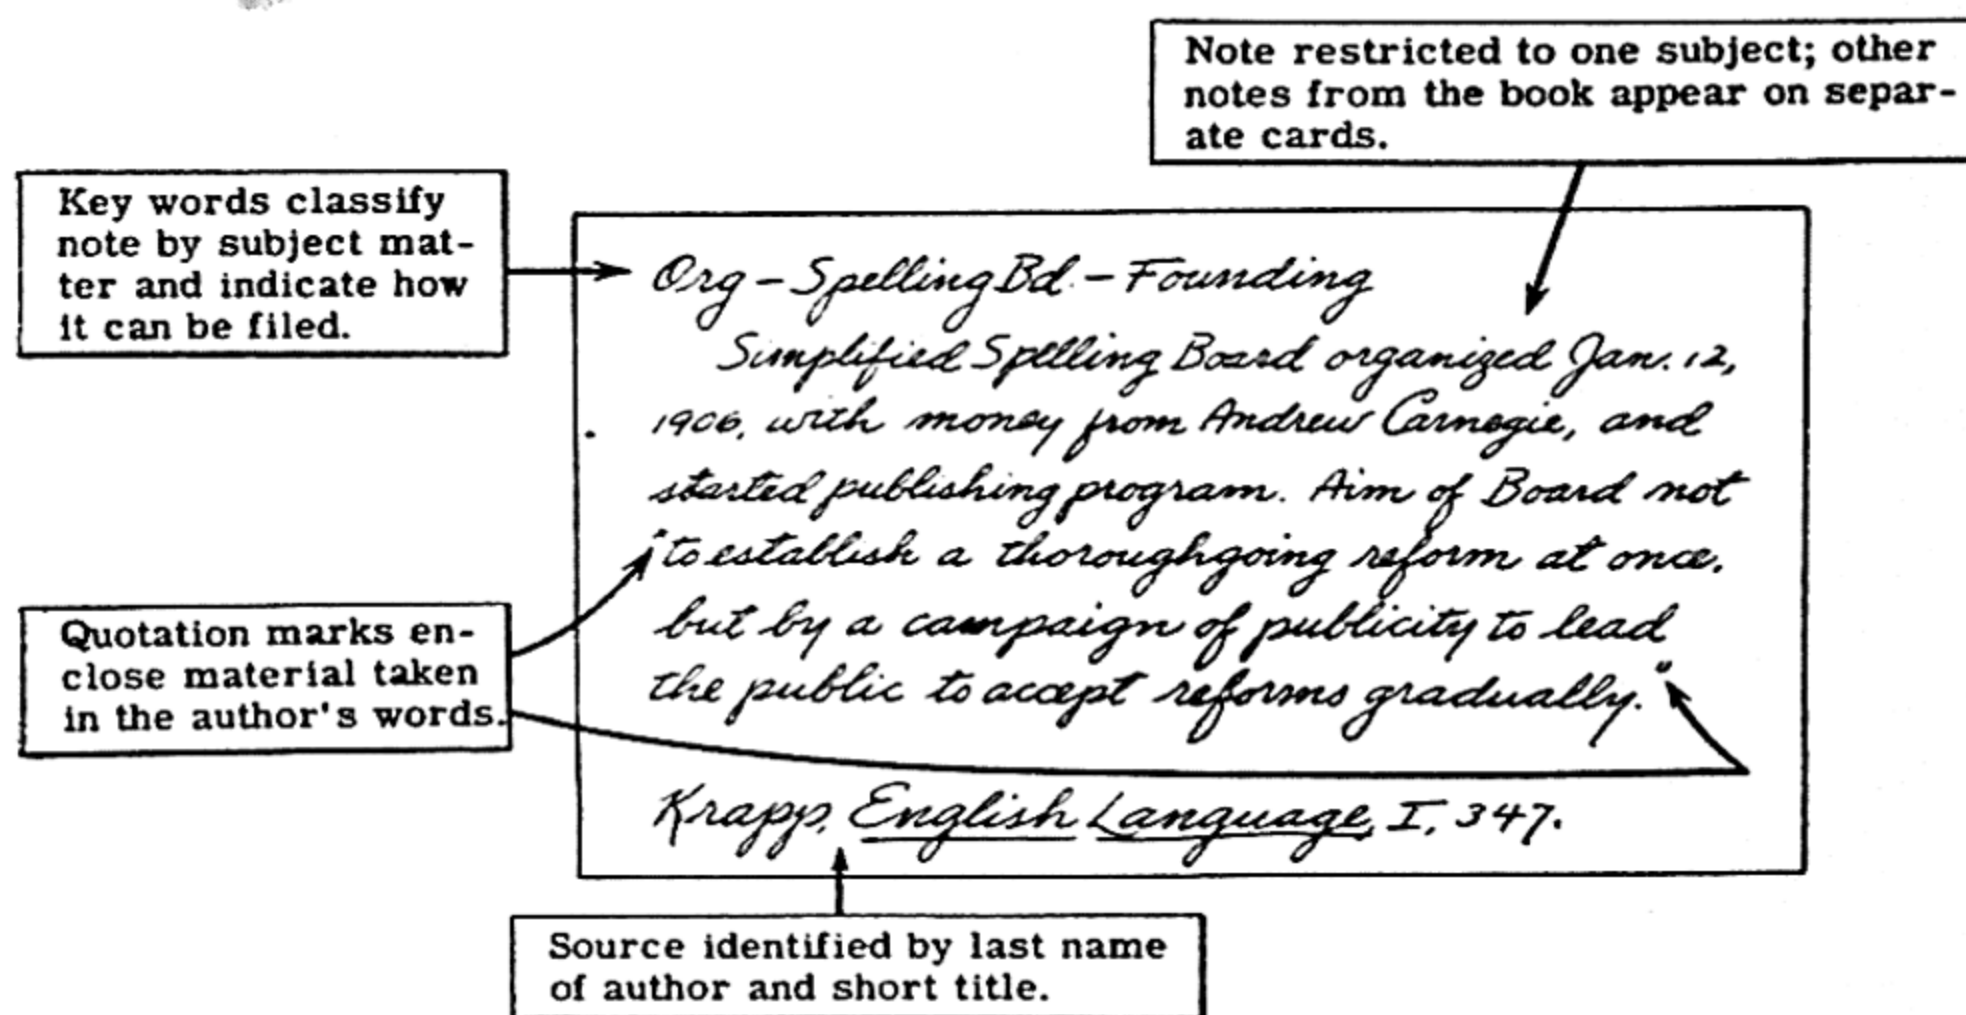 Note restricted to one subject; other
notes from the book appear on separ-
ate cards.
Key words classify
note by subject mat-
ter and indicate how
it can be filed.
Org – Spelling Bd. – Founding
Simplified Spelling Board organized Jan. 12,
1906, with money from Andrew Carnegie, and
started publishing program. Aim of Board not
"to establish a thoroughgoing reform at once,
but by a campaign of publicity to lead
the public to accept reforms gradually."
Quotation marks en-
close material taken
in the author's words.
Krapp, English Language, I, 347.
Source identified by last name
of author and short title.